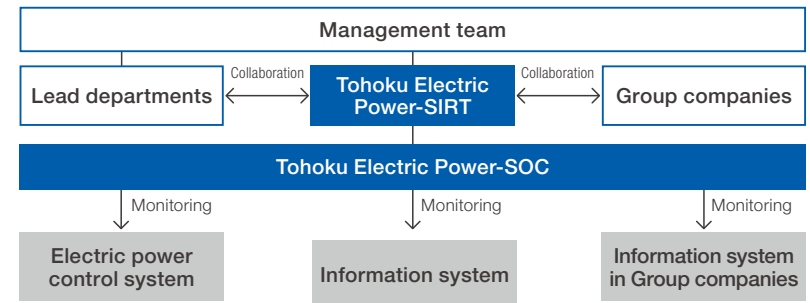 Management team
Lead departments
Collaboration
Tohoku Electric
Power-SIRT
Collaboration
Group companies
Tohoku Electric Power-SOC
Monitoring
Monitoring
Monitoring
Electric power
control system
Information system
Information system
in Group companies